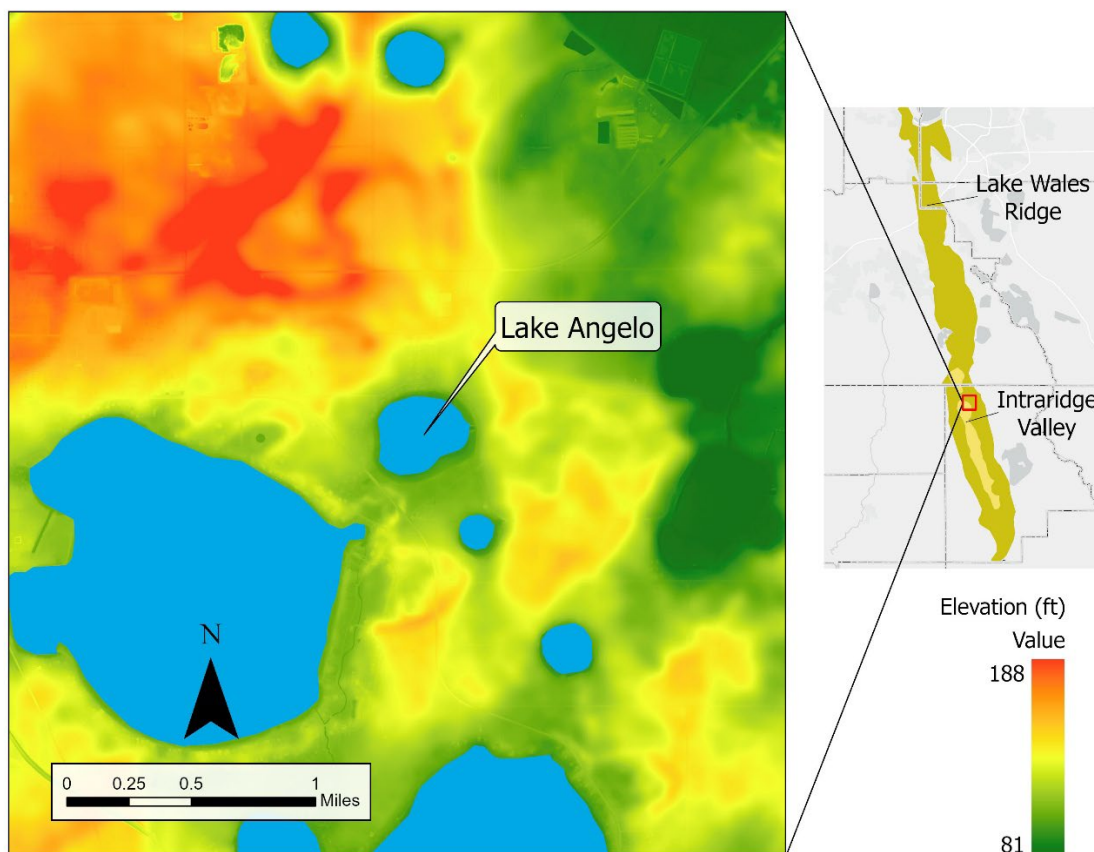 Lake Angelo
N
0 0.25 0.5 1
Miles
Lake Wales
Ridge
Intraridge
Valley
Elevation (ft)
Value
188
81